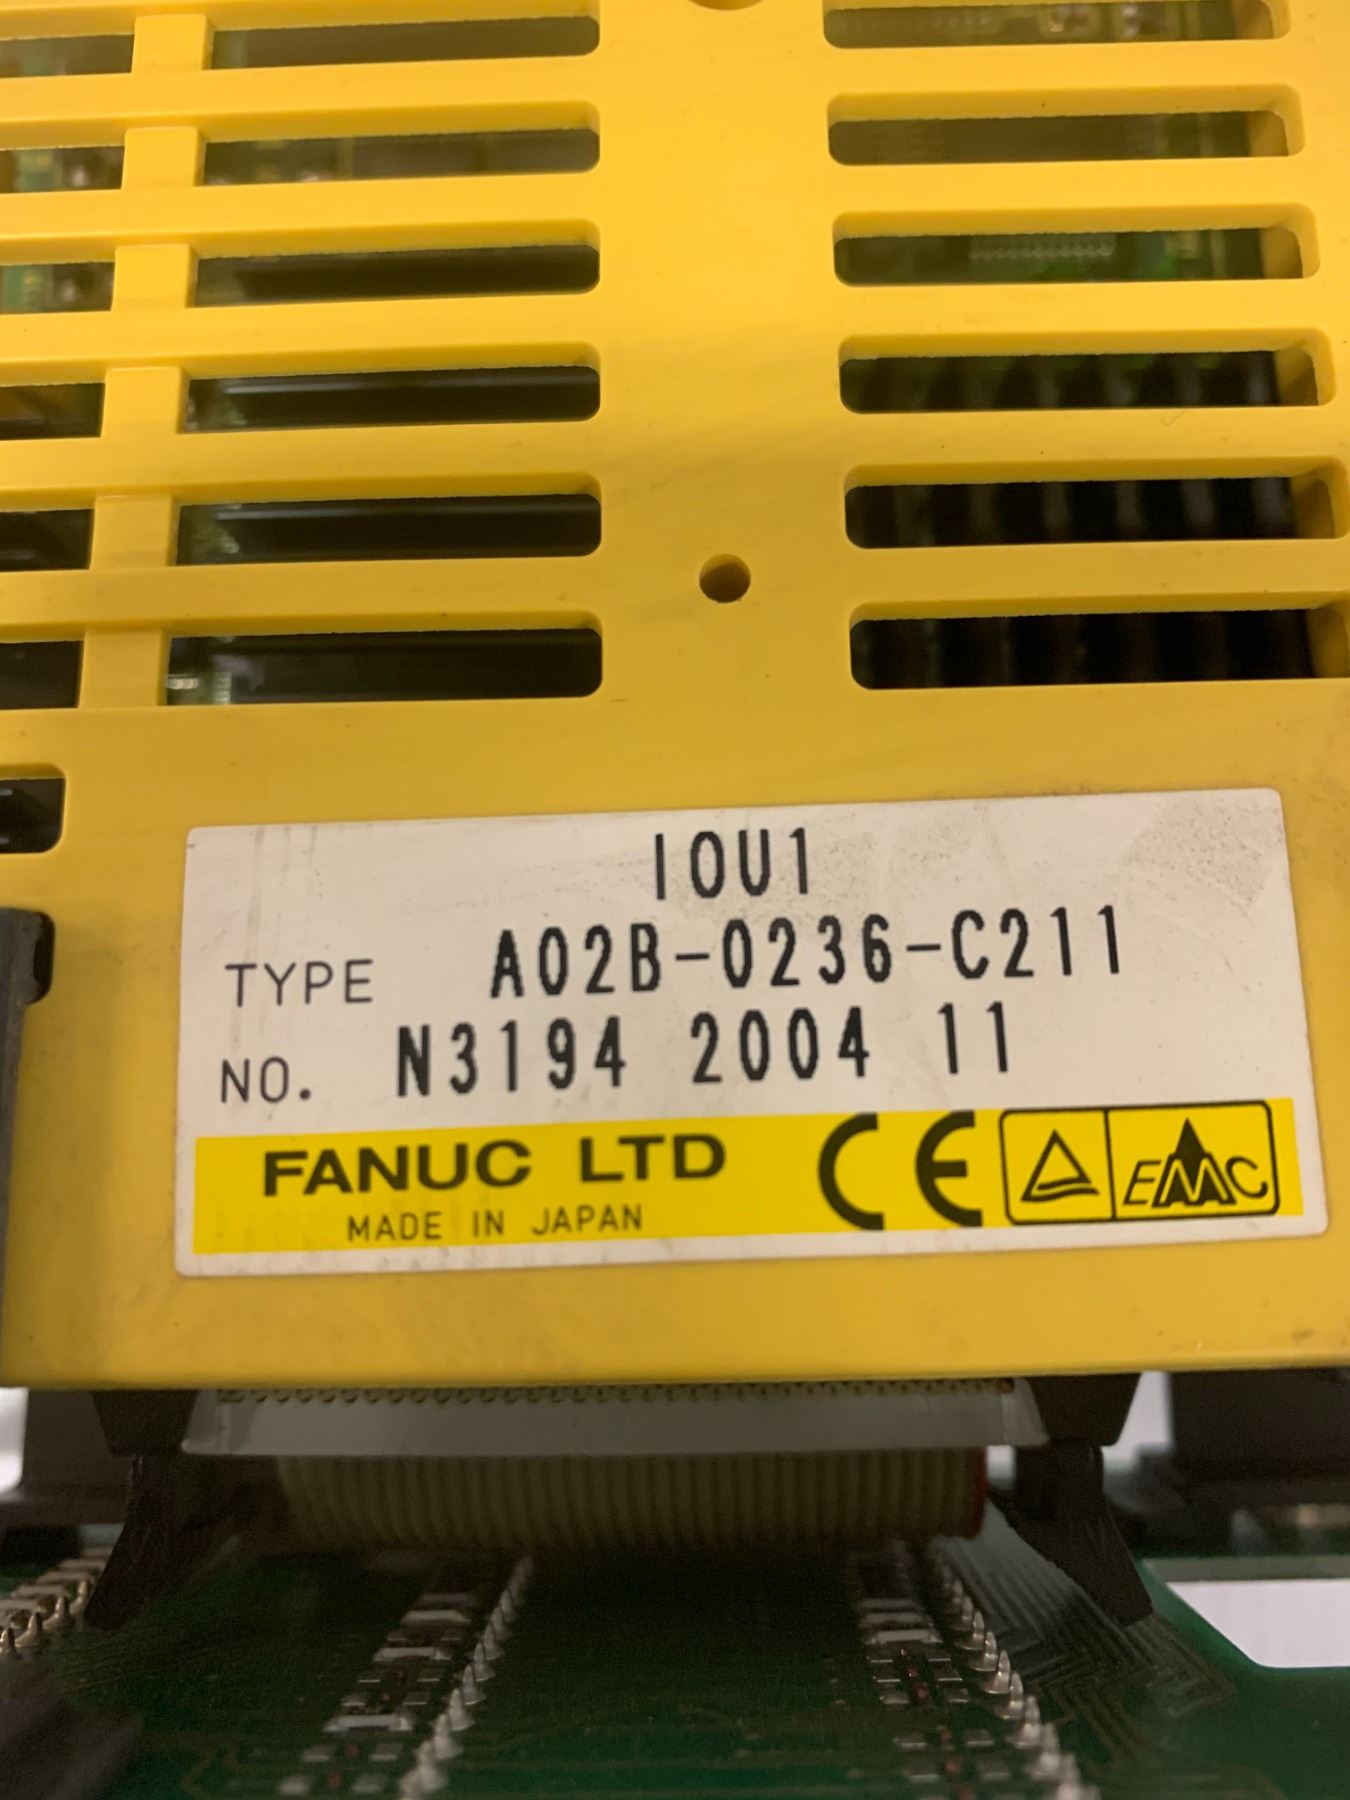 IOU1
TYPE A02B-0236-C211
NO. N3194 2004 11
FANUC LTD CE EMC
MADE IN JAPAN